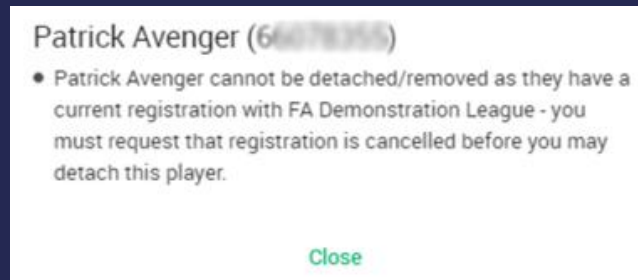 Patrick Avenger (6 )
• Patrick Avenger cannot be detached/removed as they have a
current registration with FA Demonstration League - you
must request that registration is cancelled before you may
detach this player.
Close